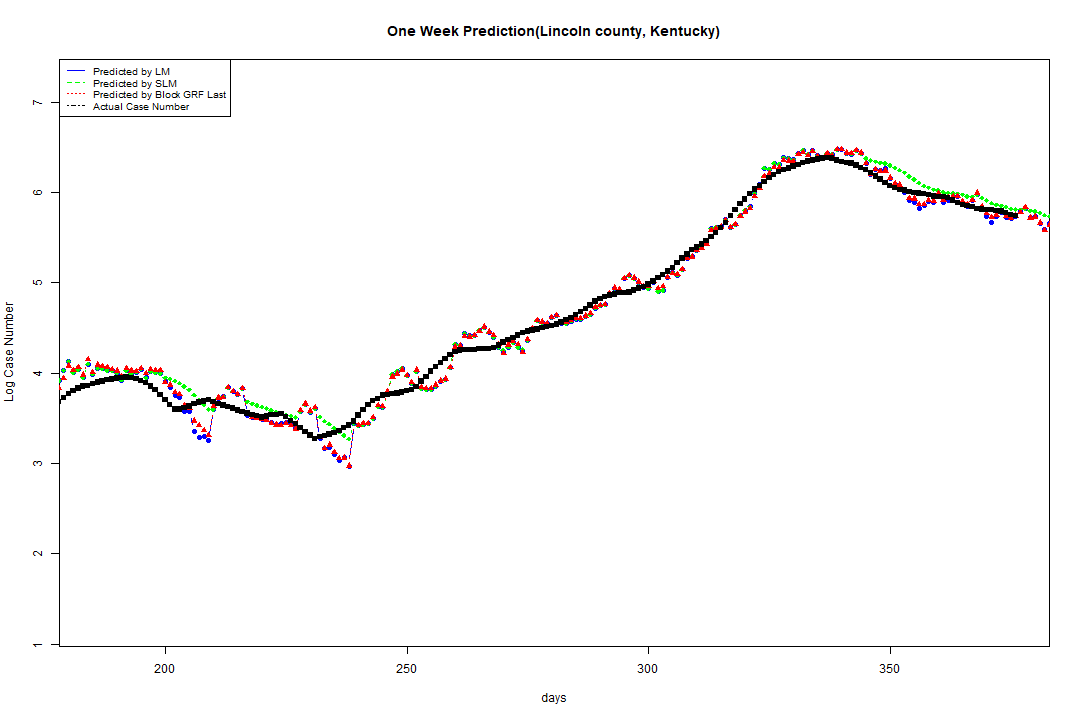 One Week Prediction(Lincoln county, Kentucky)
Predicted by LM
Predicted by SLM
Predicted by Block GRF Last
Actual Case Number
7
6
5
4
3
2
1
Log Case Number
200 250 300 350
days